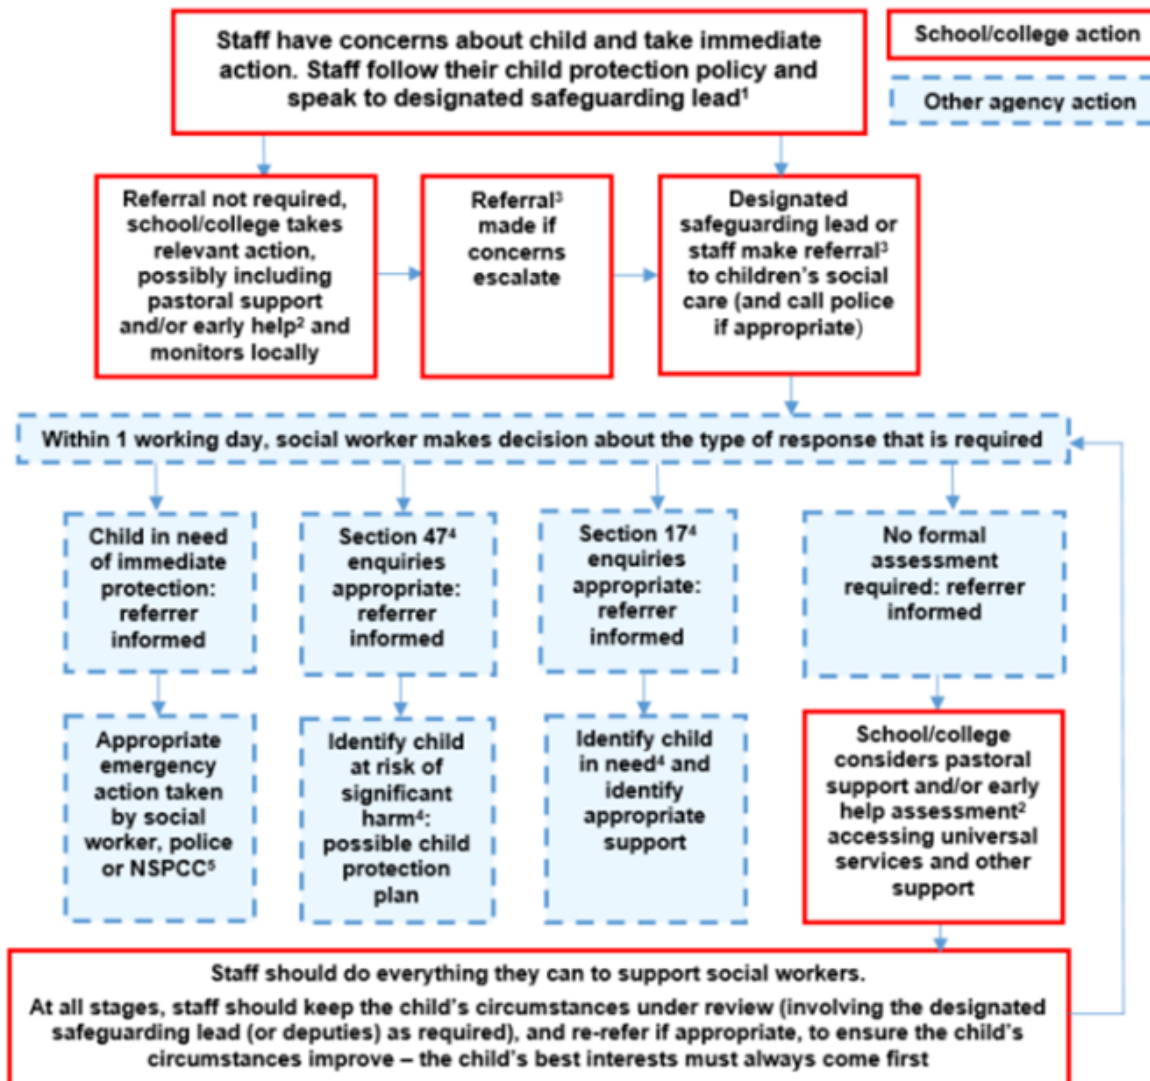 Staff have concerns about child and take immediate
action. Staff follow their child protection policy and
speak to designated safeguarding lead¹
School/college action
Other agency action
Referral not required,
school/college takes
relevant action,
possibly including
pastoral support
and/or early help² and
monitors locally
Referral³
made if
concerns
escalate
Designated
safeguarding lead or
staff make referral³
to children's social
care (and call police
if appropriate)
Within 1 working day, social worker makes decision about the type of response that is required
Child in need
of immediate
protection:
referrer
informed
Section 47⁴
enquiries
appropriate:
referrer
informed
Section 17⁴
enquiries
appropriate:
referrer
informed
No formal
assessment
required: referrer
informed
Appropriate
emergency
action taken
by social
worker, police
or NSPCC⁵
Identify child
at risk of
significant
harm⁴:
possible child
protection
plan
Identify child
in need⁴ and
identify
appropriate
support
School/college
considers pastoral
support and/or early
help assessment²
accessing universal
services and other
support
Staff should do everything they can to support social workers.
At all stages, staff should keep the child's circumstances under review (involving the designated
safeguarding lead (or deputies) as required), and re-refer if appropriate, to ensure the child's
circumstances improve – the child's best interests must always come first